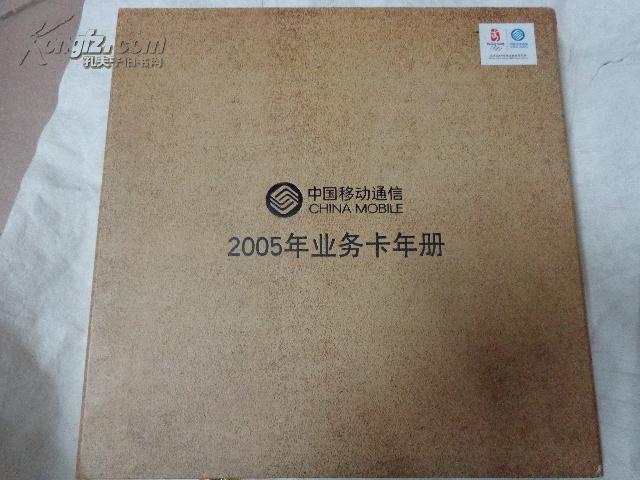 Kongfz.com
孔夫子旧书网
中国移动通信
CHINA MOBILE
2005年业务卡年册